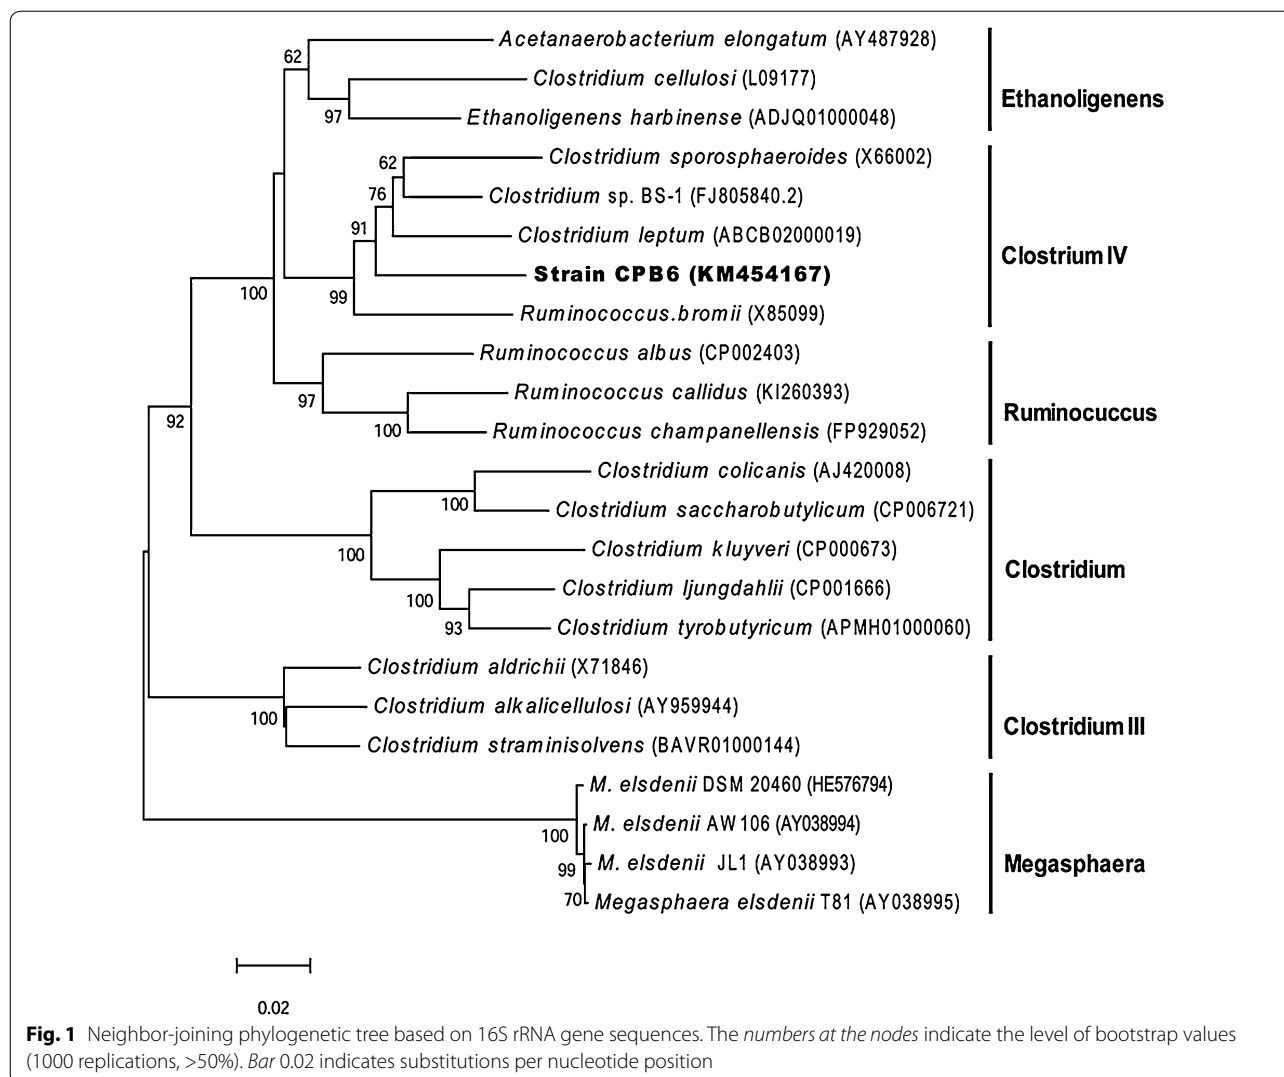 Acetanaerobacterium elongatum (AY487928)
62
Clostridium cellulosi (L09177)
Ethanoligenens
97
Ethanoligenens harbinense (ADJQ01000048)
62
Clostridium sporosphaeroides (X66002)
76
Clostridium sp. BS-1 (FJ805840.2)
91
Clostridium leptum (ABCB02000019)
Clostrium IV
Strain CPB6 (KM454167)
100
99
Ruminococcus.bromii (X85099)
Ruminococcus albus (CP002403)
97
Ruminococcus callidus (KI260393)
Ruminocuccus
92
100
Ruminococcus champanellensis (FP929052)
Clostridium colicanis (AJ420008)
100
Clostridium saccharobutylicum (CP006721)
100
Clostridium kluyveri (CP000673)
Clostridium
Clostridium ljungdahlii (CP001666)
100
93
Clostridium tyrobutyricum (APMH01000060)
Clostridium aldrichii (X71846)
Clostridium alkalicellulosi (AY959944)
100
Clostridium III
Clostridium straminisolvens (BAVR01000144)
M. elsdenii DSM 20460 (HE576794)
M. elsdenii AW106 (AY038994)
100
M. elsdenii JL1 (AY038993)
Megasphaera
99
70
Megasphaera elsdenii T81 (AY038995)
0.02
Fig. 1 Neighbor-joining phylogenetic tree based on 16S rRNA gene sequences. The numbers at the nodes indicate the level of bootstrap values
(1000 replications, >50%). Bar 0.02 indicates substitutions per nucleotide position